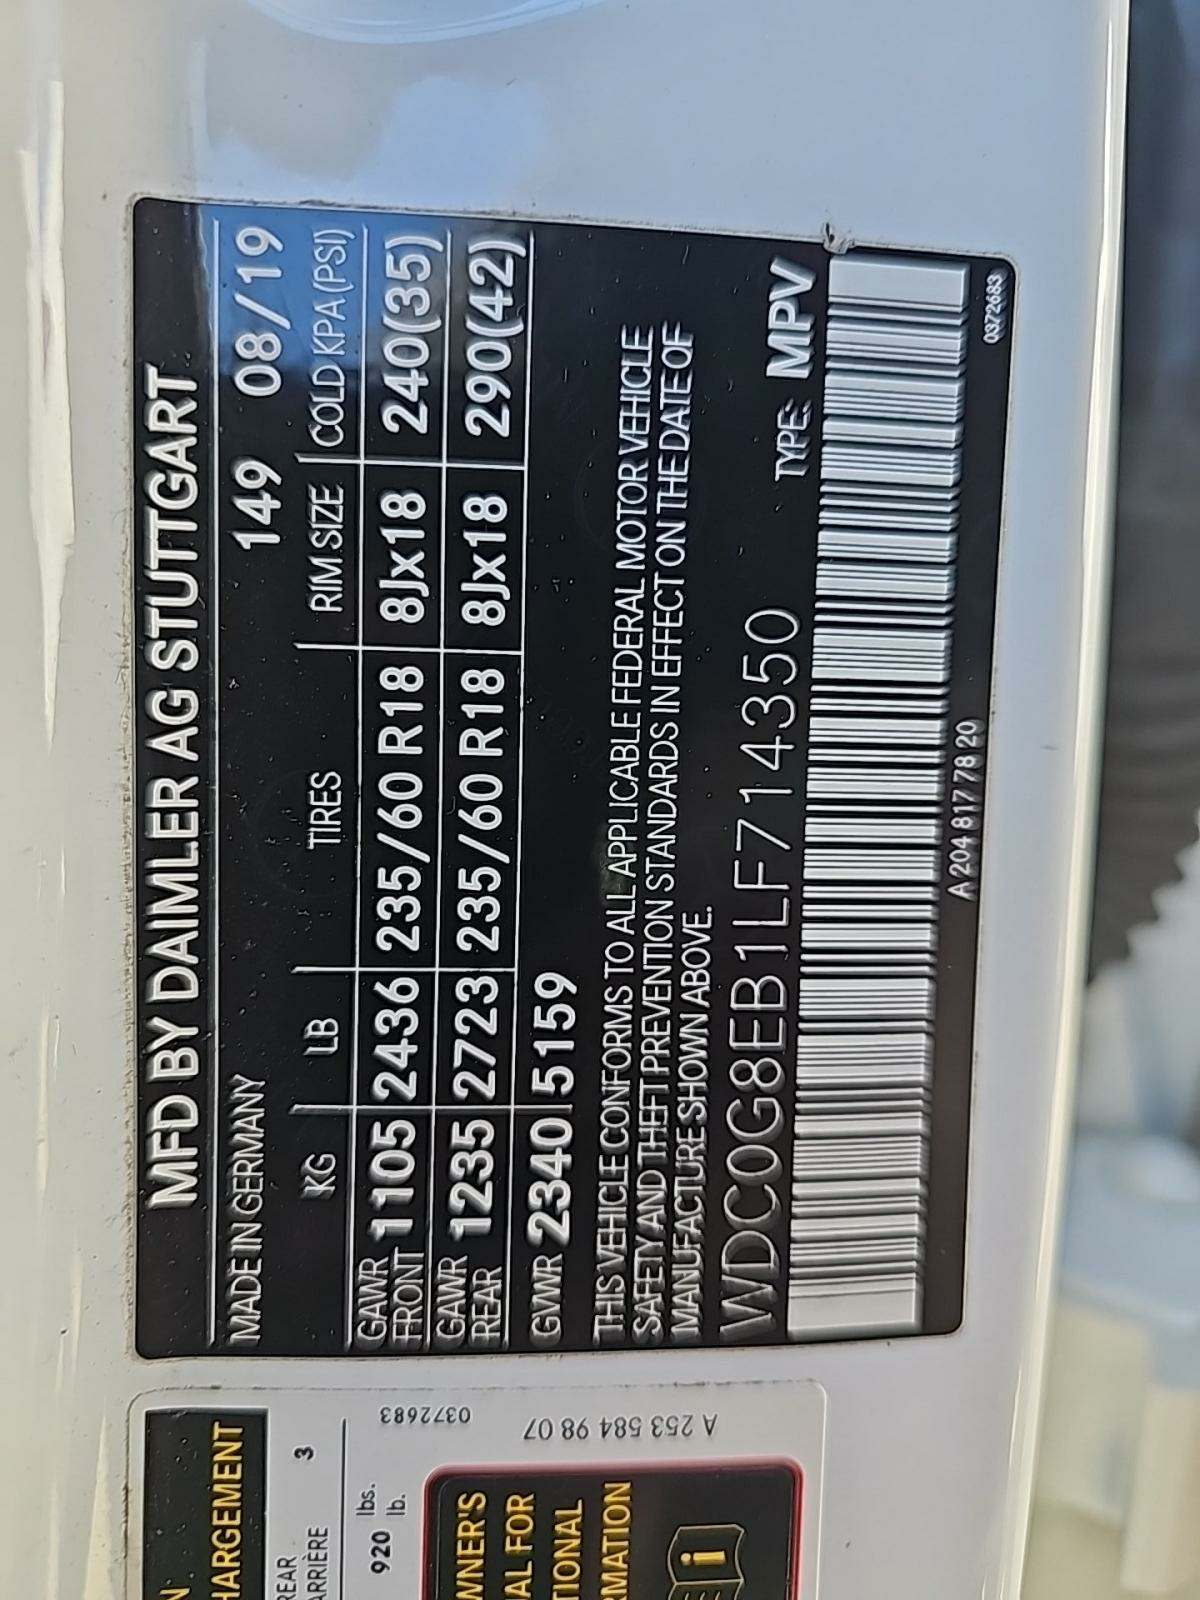 MFD BY DAIMLER AG STUTTGART
MADE IN GERMANY 149 08/19
KG LB TIRES RIM SIZE COLD KPA(PSI)
GAWR FRONT 1105 2436 235/60 R18 8Jx18 240(35)
GAWR REAR 1235 2723 235/60 R18 8Jx18 290(42)
GVWR 2340 5159
THIS VEHICLE CONFORMS TO ALL APPLICABLE FEDERAL MOTOR VEHICLE
SAFETY AND THEFT PREVENTION STANDARDS IN EFFECT ON THE DATE OF
MANUFACTURE SHOWN ABOVE.
TYPE: MPV
WDC0G8EB1LF714350
A 204 817 78 20
0372683
HARGEMENT
REAR
ARRIÈRE 3
920 lbs.
lb.
0372683
A 253 584 98 07
WNER'S
AL FOR
TIONAL
RMATION
i